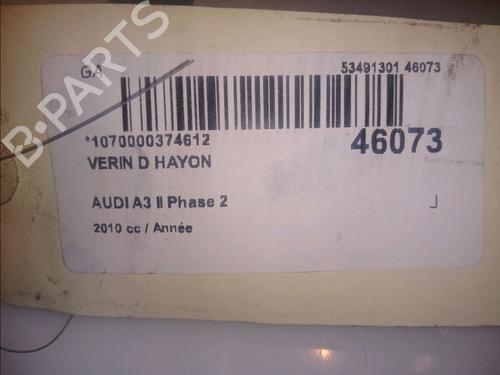 GA
53491301 46073
*1070000374612
46073
VERIN D HAYON
AUDI A3 II Phase 2
2010 cc / Année
B-PARTS